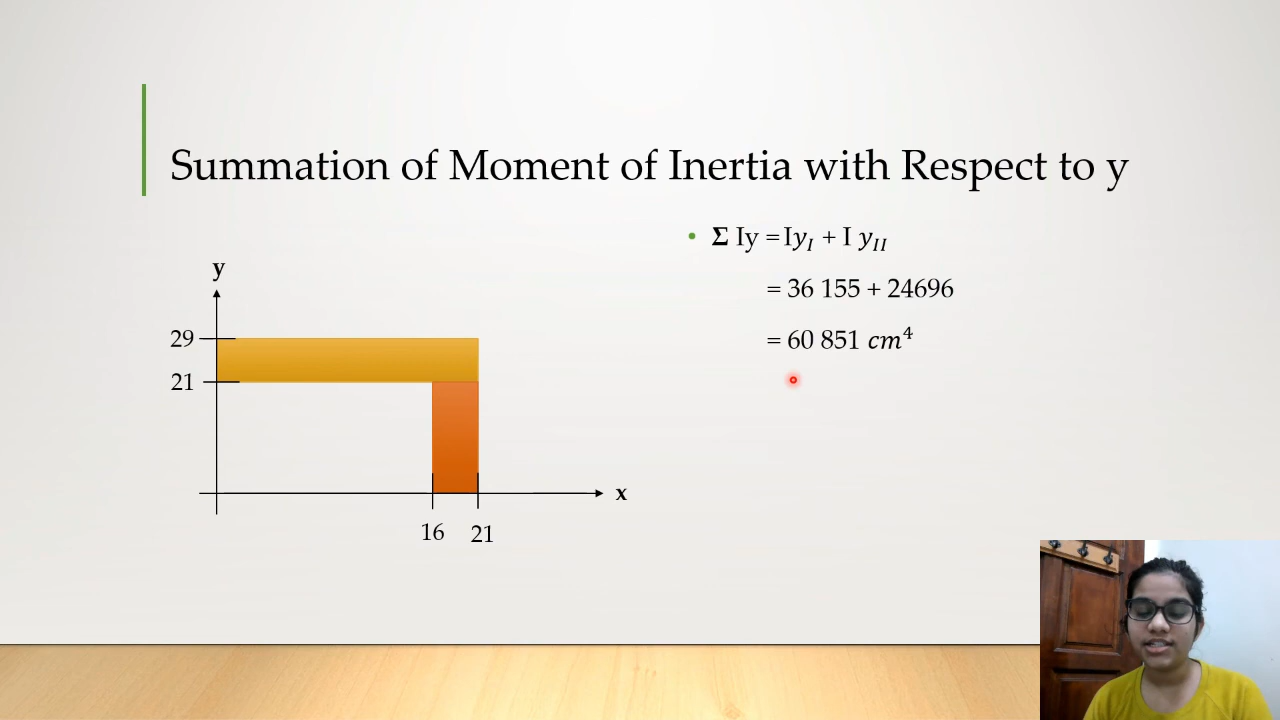 Summation of Moment of Inertia with Respect to y
Σ Iy = Iy_I + I y_II
= 36 155 + 24696
= 60 851 cm⁴
y
29
21
x
16
21